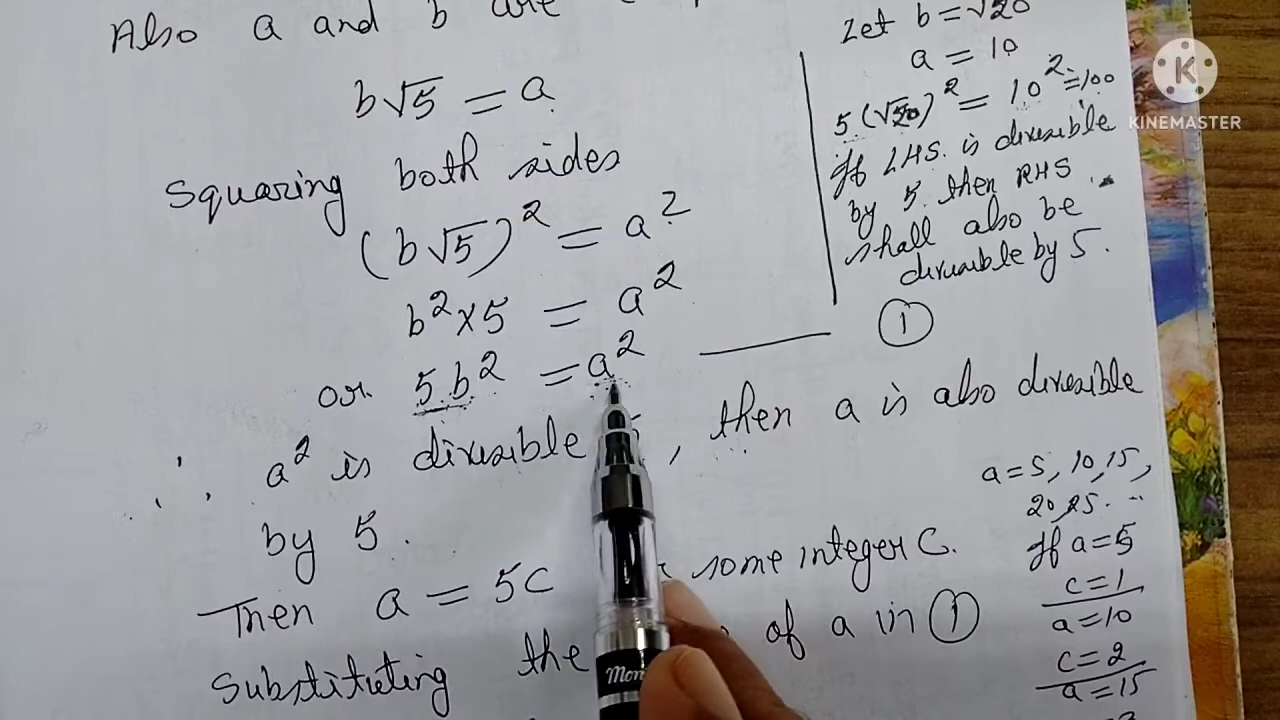 Also a and b are
b√5 = a
Squaring both sides
(b√5)² = a²
b² × 5 = a²
or 5.b² = a² ——— ①
∴ a² is divisible, then a is also divisible
by 5.
Then a = 5c some integer C.
Substituting the of a in ①
Let b = √20
a = 10
5.(√20)² = 10² = 100
If LHS. is divisible
by 5. then RHS
shall also be
divisible by 5.
a = 5, 10, 15,
20, 25...
If a = 5
c = 1
a = 10
c = 2
a = 15
K
KINEMASTER
Mon